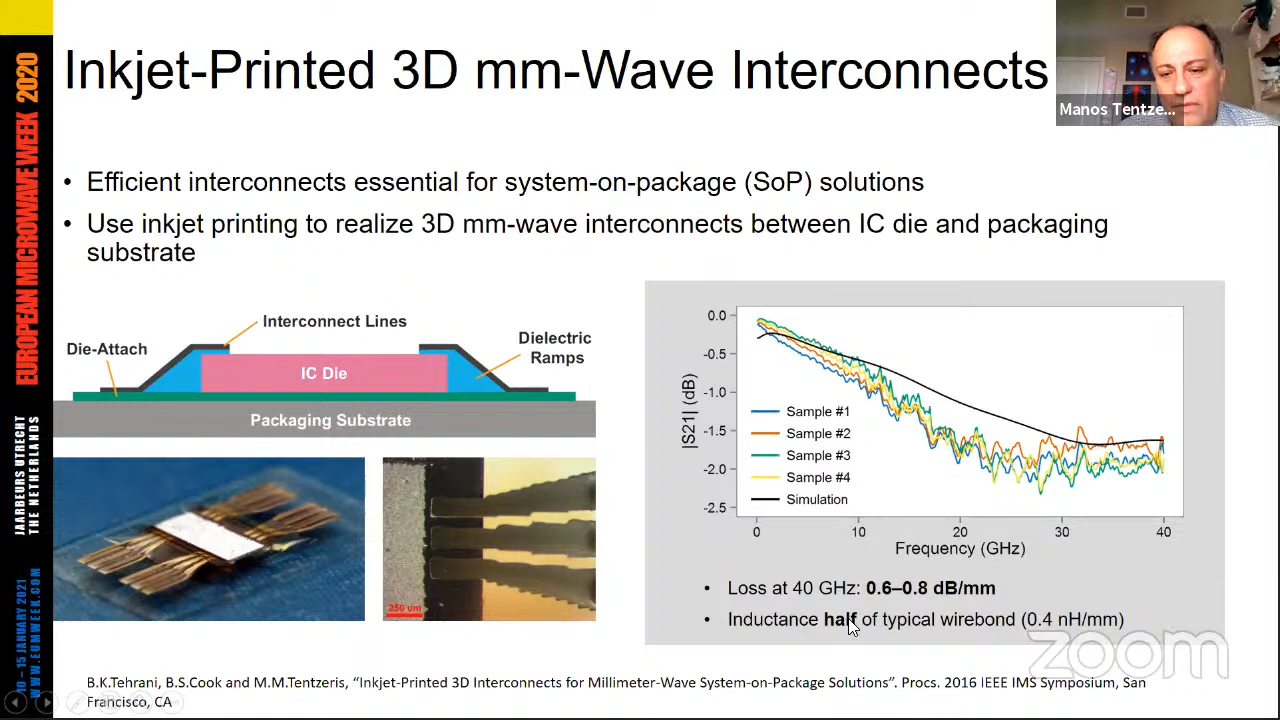 Inkjet-Printed 3D mm-Wave Interconnects
Manos Tentze...
EUROPEAN MICROWAVE WEEK 2020
JAARBEURS UTRECHT
THE NETHERLANDS
10 – 15 JANUARY 2021
WWW.EUMWEEK.COM
• Efficient interconnects essential for system-on-package (SoP) solutions
• Use inkjet printing to realize 3D mm-wave interconnects between IC die and packaging
substrate
Interconnect Lines
Die-Attach
Dielectric
Ramps
IC Die
Packaging Substrate
250 um
0.0
-0.5
-1.0
-1.5
-2.0
-2.5
|S21| (dB)
Sample #1
Sample #2
Sample #3
Sample #4
Simulation
0 10 20 30 40
Frequency (GHz)
• Loss at 40 GHz: 0.6–0.8 dB/mm
• Inductance half of typical wirebond (0.4 nH/mm)
zoom
B.K.Tehrani, B.S.Cook and M.M.Tentzeris, “Inkjet-Printed 3D Interconnects for Millimeter-Wave System-on-Package Solutions”. Procs. 2016 IEEE IMS Symposium, San
Francisco, CA